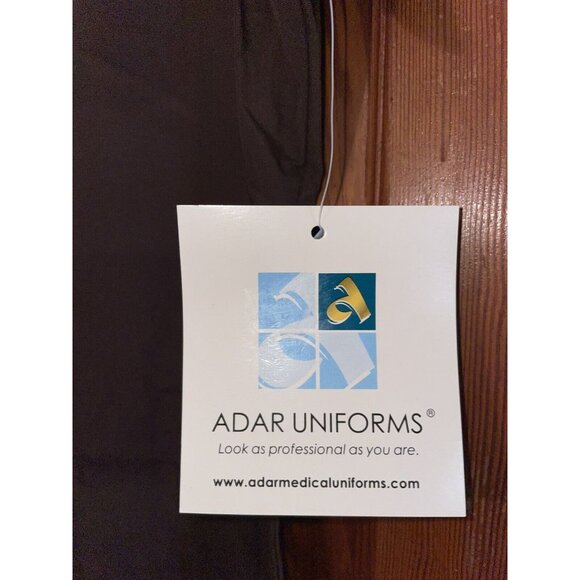 a
ADAR UNIFORMS®
Look as professional as you are.
www.adarmedicaluniforms.com